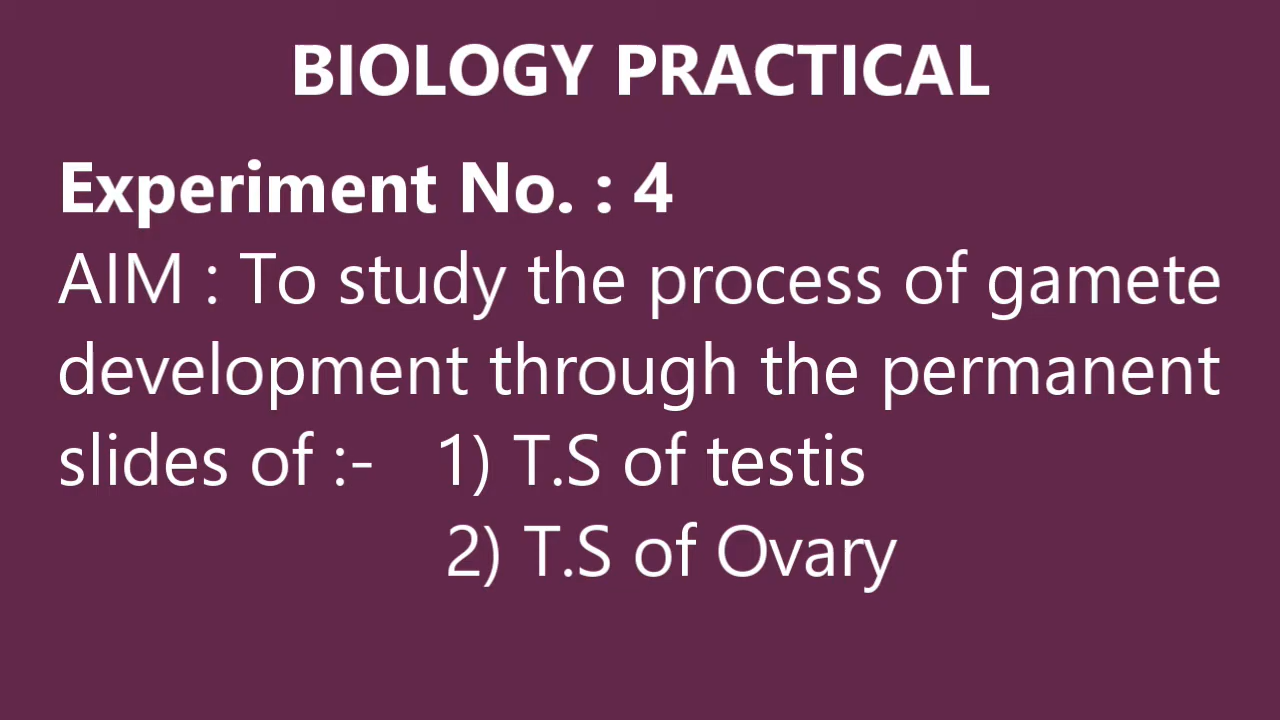 BIOLOGY PRACTICAL
Experiment No. : 4
AIM : To study the process of gamete
development through the permanent
slides of :- 1) T.S of testis
2) T.S of Ovary